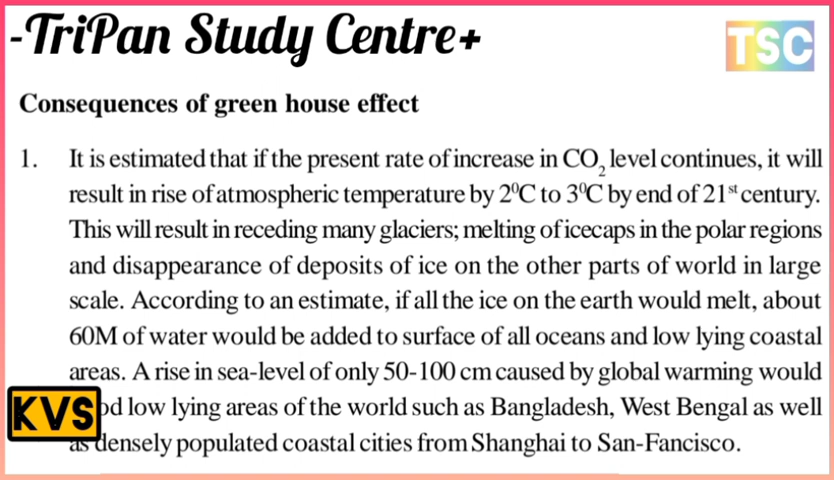 -TriPan Study Centre+
TSC
Consequences of green house effect
1. It is estimated that if the present rate of increase in CO₂ level continues, it will
result in rise of atmospheric temperature by 2⁰C to 3⁰C by end of 21ˢᵗ century.
This will result in receding many glaciers; melting of icecaps in the polar regions
and disappearance of deposits of ice on the other parts of world in large
scale. According to an estimate, if all the ice on the earth would melt, about
60M of water would be added to surface of all oceans and low lying coastal
areas. A rise in sea-level of only 50-100 cm caused by global warming would
KVS od low lying areas of the world such as Bangladesh, West Bengal as well
as densely populated coastal cities from Shanghai to San-Fancisco.